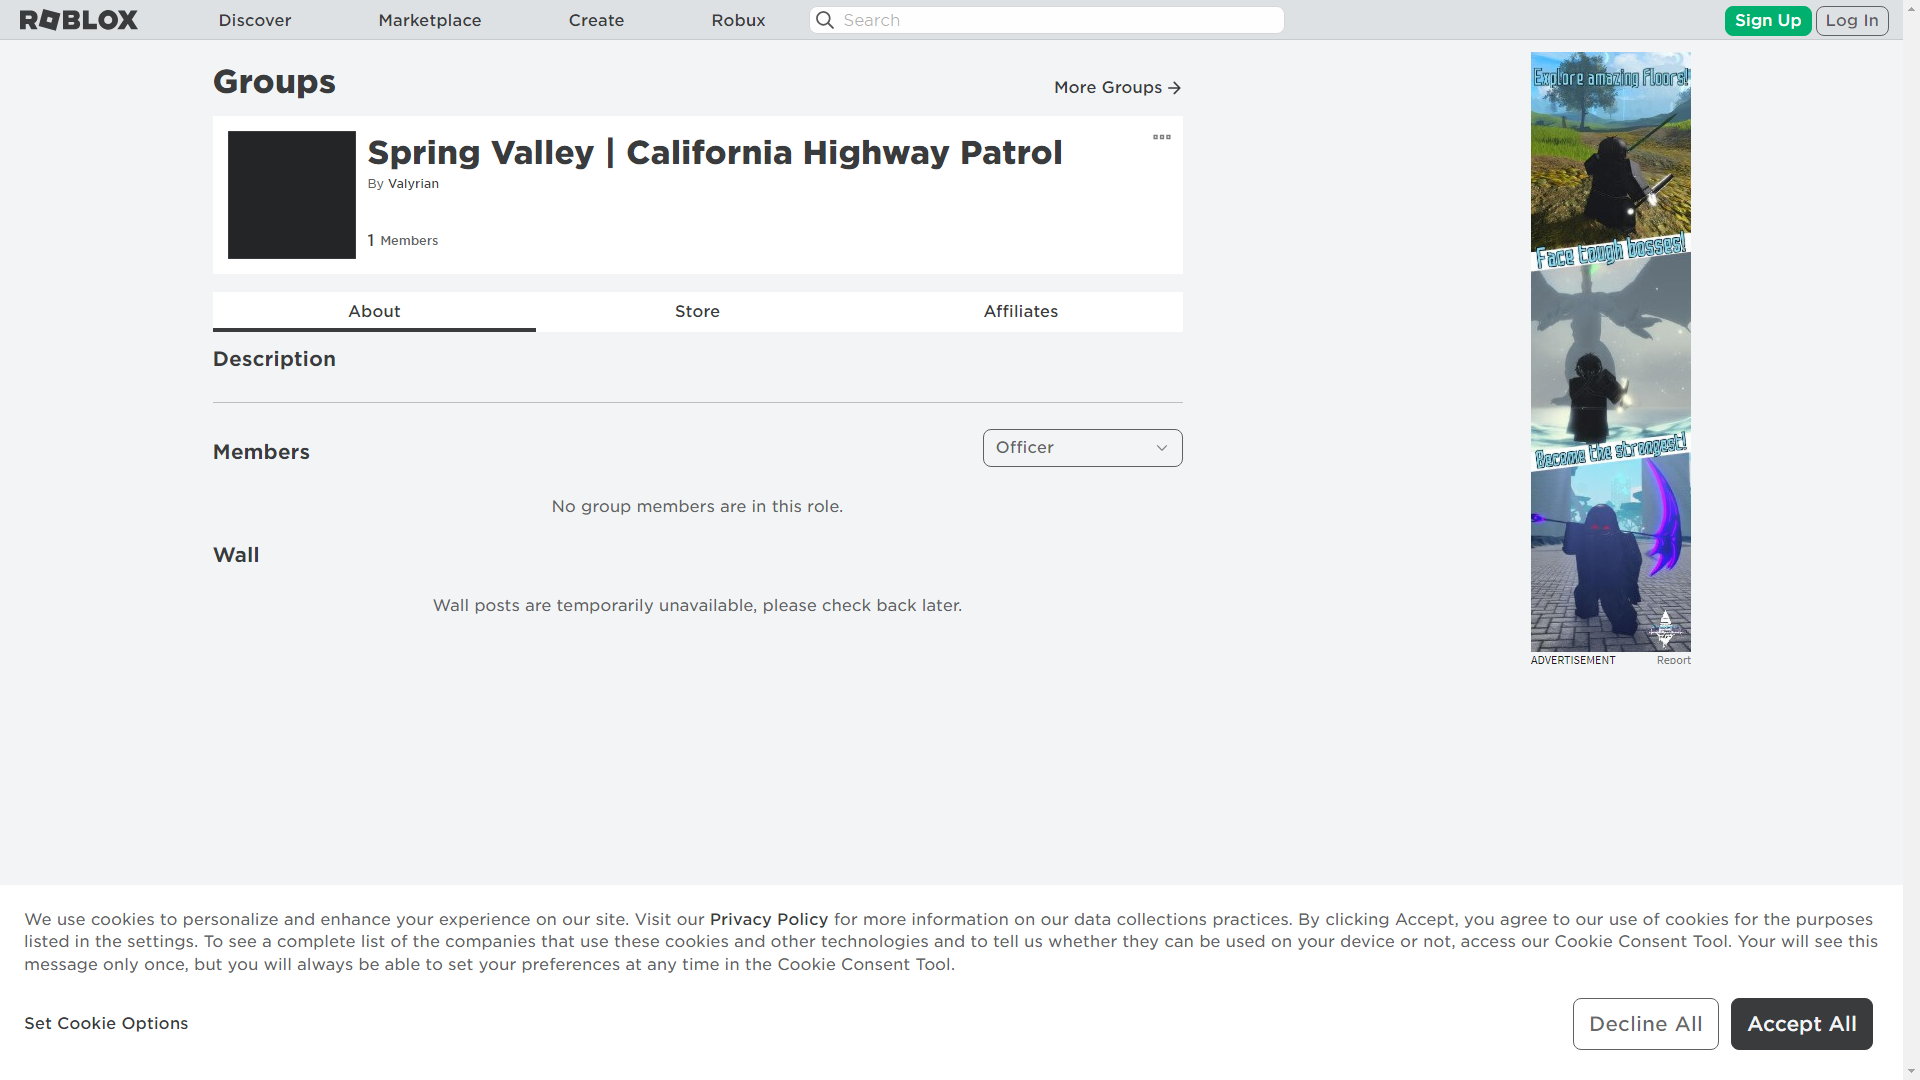 ROBLOX
Discover
Marketplace
Create
Robux
Search
Sign Up
Log In
Groups
More Groups
Spring Valley | California Highway Patrol
By Valyrian
1 Members
About
Store
Affiliates
Description
Members
Officer
No group members are in this role.
Wall
Wall posts are temporarily unavailable, please check back later.
Explore amazing floors!
Face tough bosses!
Become the strongest!
ADVERTISEMENT
Report
We use cookies to personalize and enhance your experience on our site. Visit our Privacy Policy for more information on our data collections practices. By clicking Accept, you agree to our use of cookies for the purposes
listed in the settings. To see a complete list of the companies that use these cookies and other technologies and to tell us whether they can be used on your device or not, access our Cookie Consent Tool. Your will see this
message only once, but you will always be able to set your preferences at any time in the Cookie Consent Tool.
Set Cookie Options
Decline All
Accept All